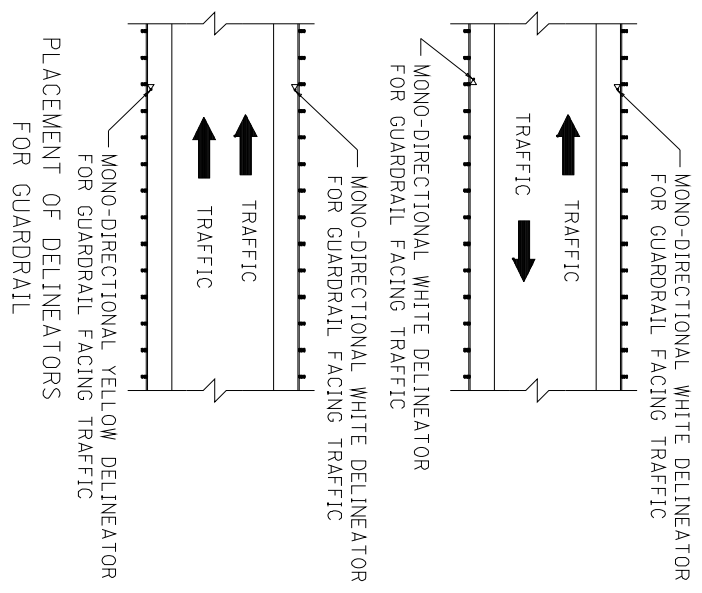 MONO-DIRECTIONAL WHITE DELINEATOR
FOR GUARDRAIL FACING TRAFFIC
TRAFFIC
TRAFFIC
MONO-DIRECTIONAL WHITE DELINEATOR
FOR GUARDRAIL FACING TRAFFIC
MONO-DIRECTIONAL WHITE DELINEATOR
FOR GUARDRAIL FACING TRAFFIC
TRAFFIC
TRAFFIC
MONO-DIRECTIONAL YELLOW DELINEATOR
FOR GUARDRAIL FACING TRAFFIC
PLACEMENT OF DELINEATORS
FOR GUARDRAIL